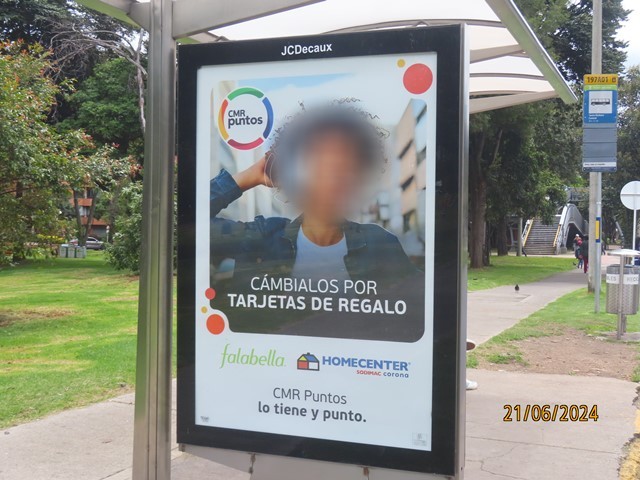 JCDecaux
CMR
puntos
CÁMBIALOS POR
TARJETAS DE REGALO
falabella.
HOMECENTER
SODIMAC corona
CMR Puntos
lo tiene y punto.
21/06/2024